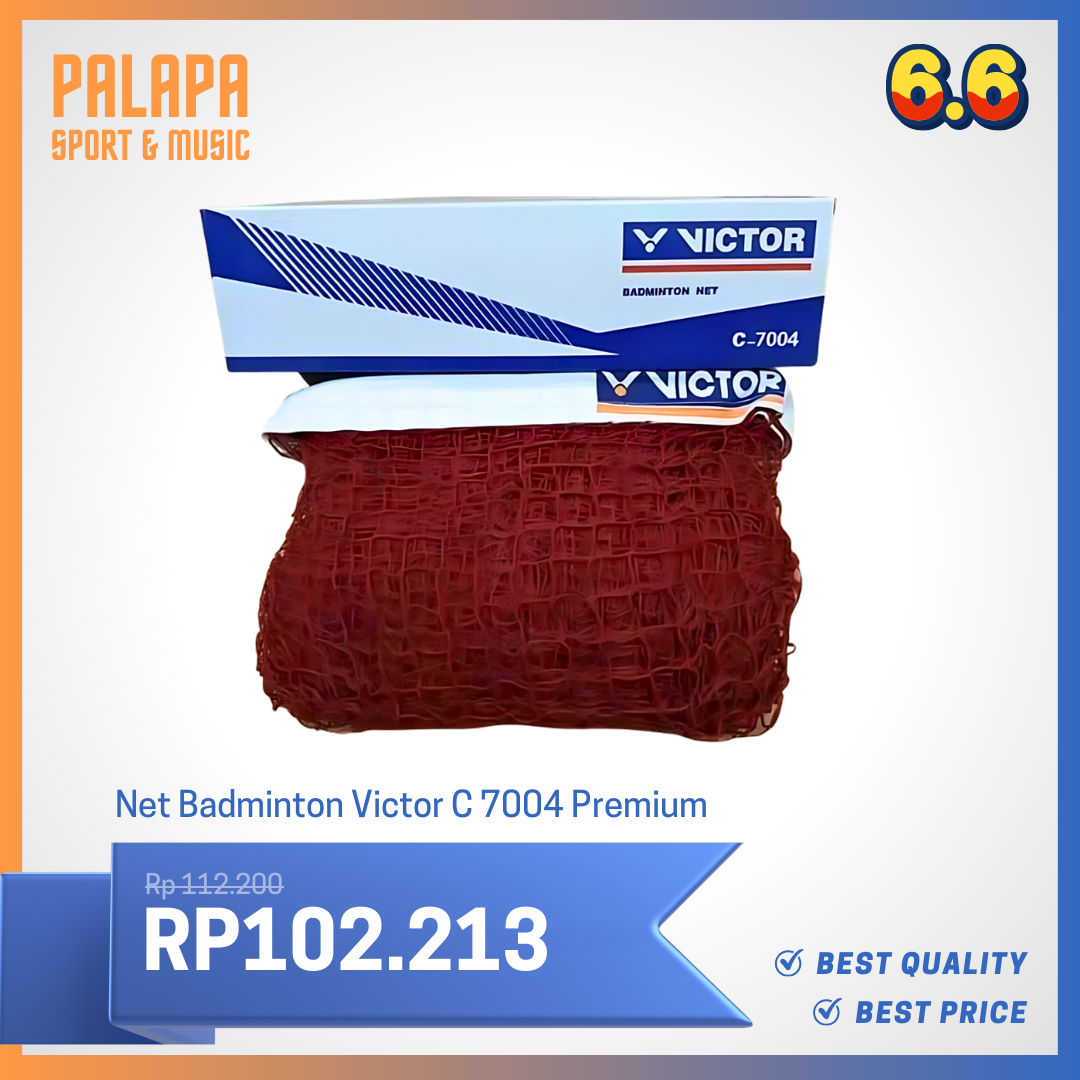 PALAPA
SPORT & MUSIC
6.6
VICTOR
BADMINTON NET
C-7004
VICTOR
Net Badminton Victor C 7004 Premium
Rp 112.200
RP102.213
BEST QUALITY
BEST PRICE